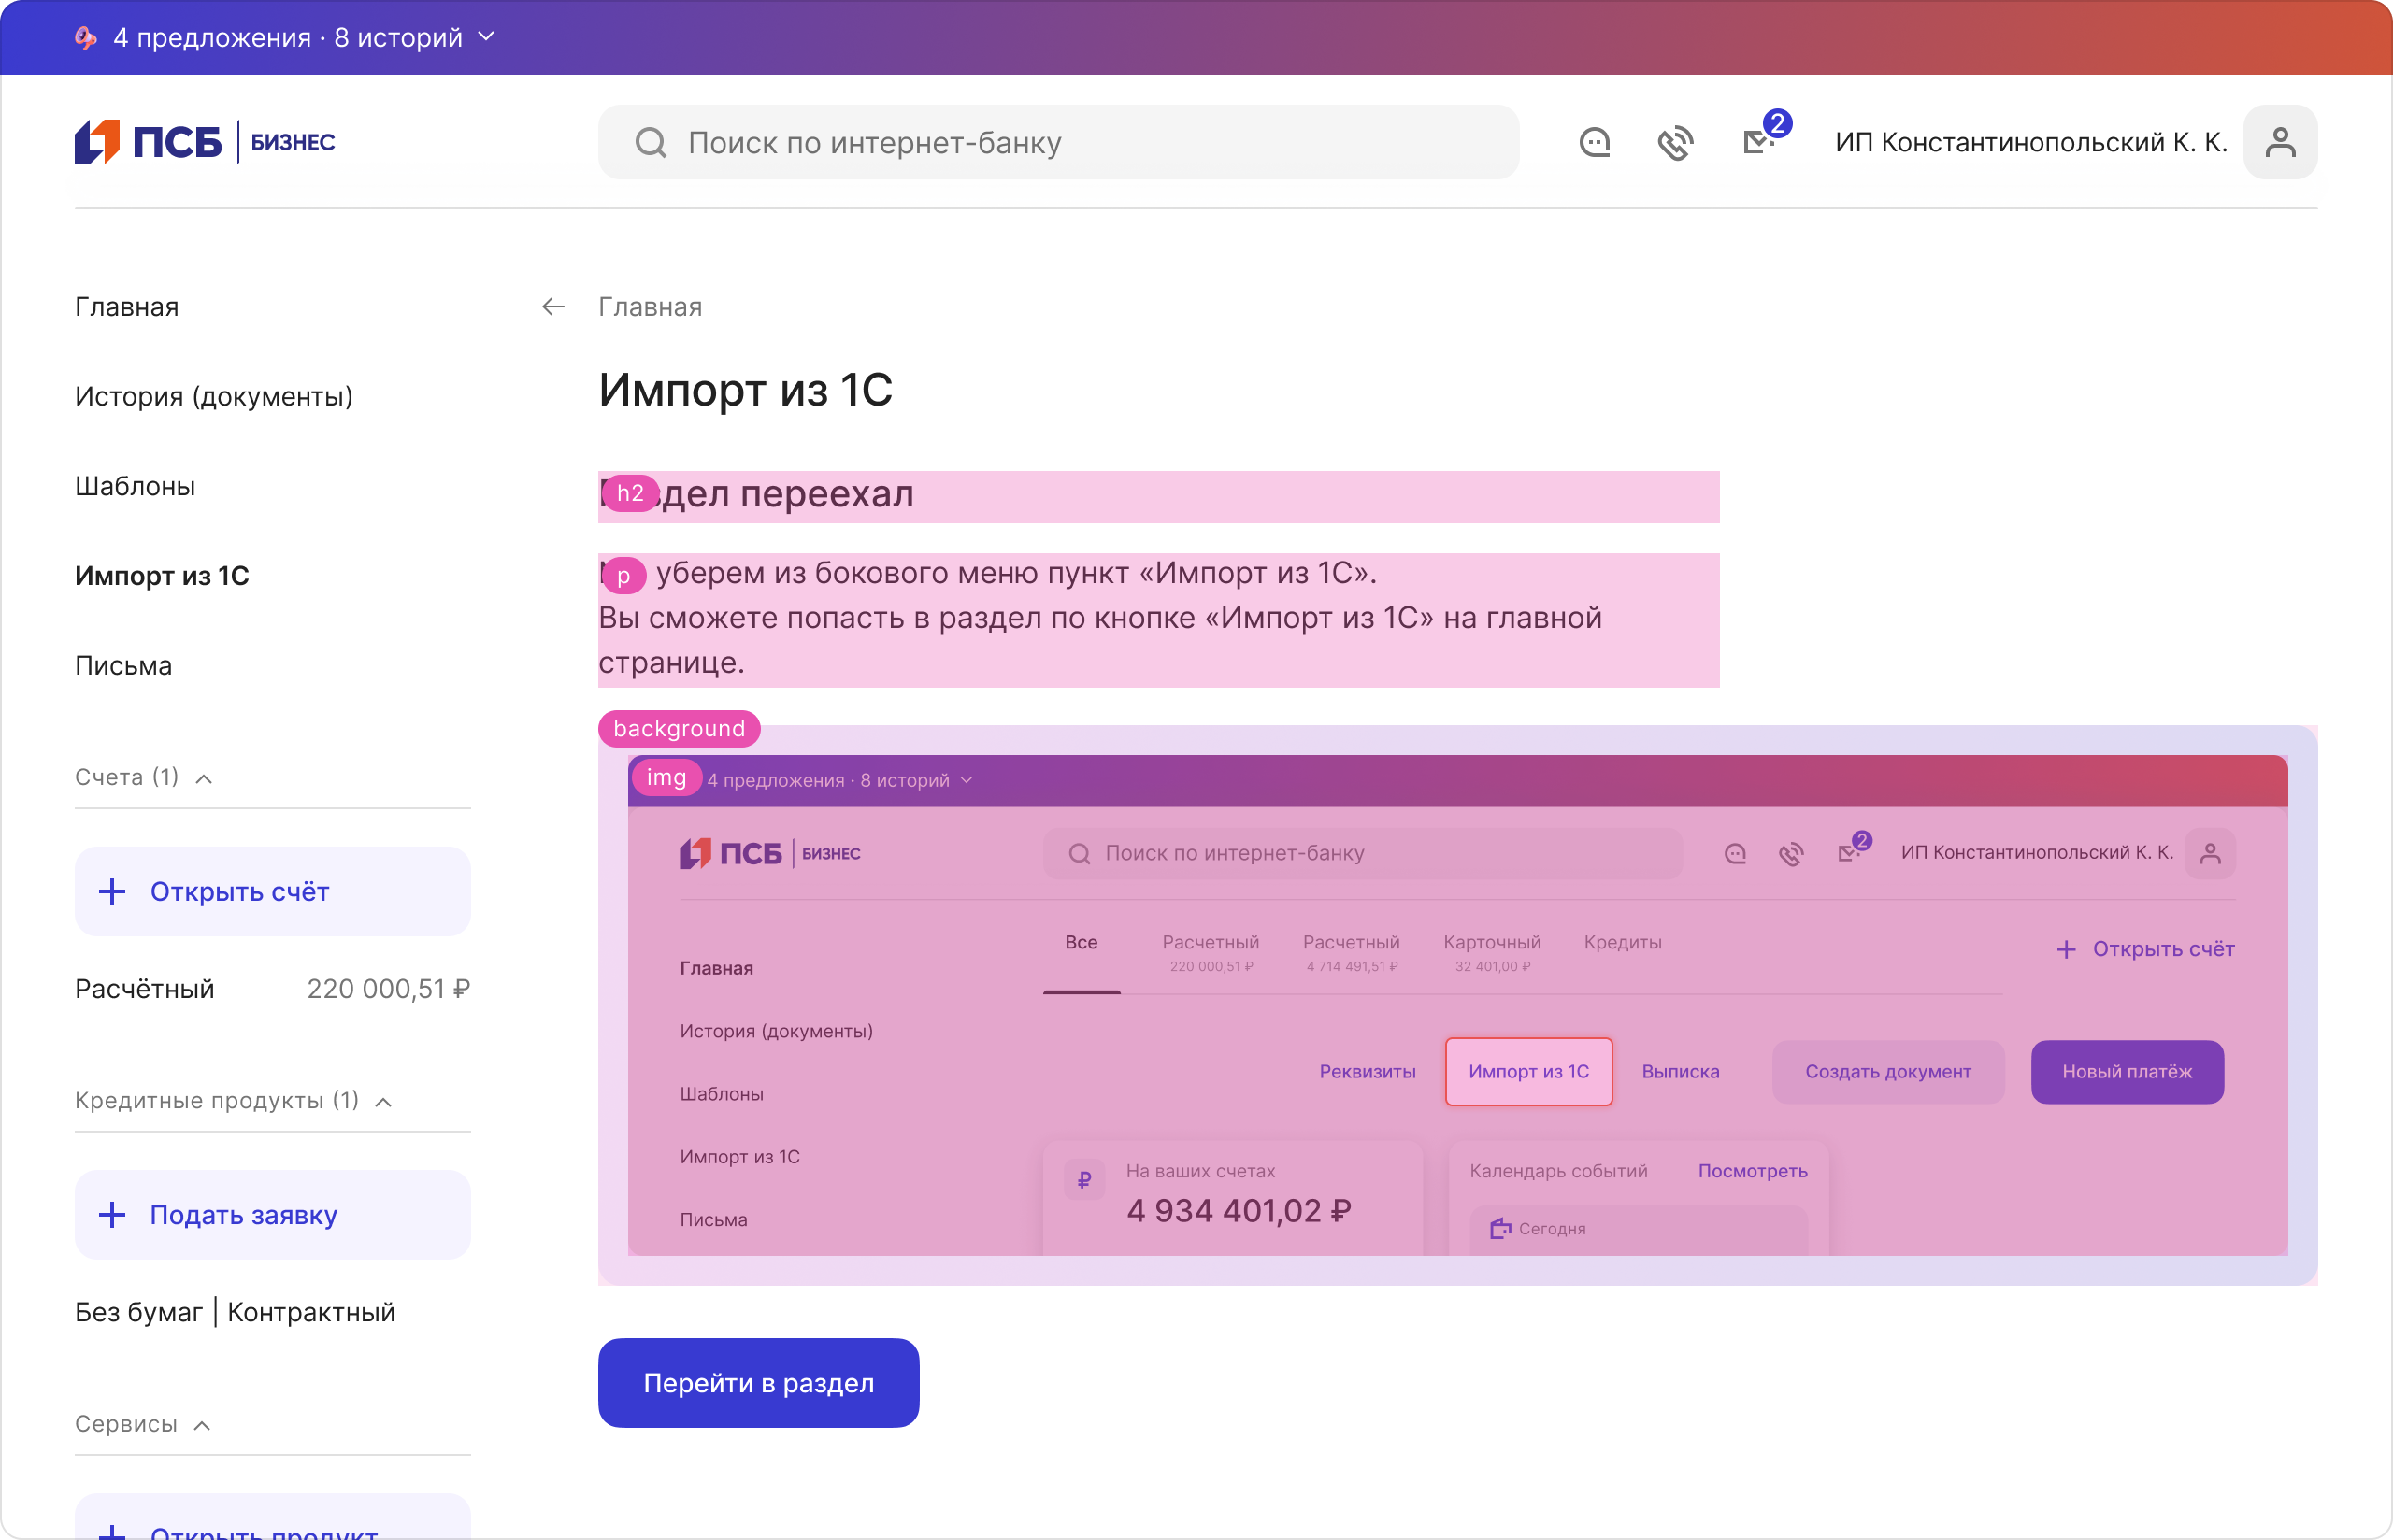 4 предложения · 8 историй
ПСБ БИЗНЕС
Поиск по интернет-банку
2
ИП Константинопольский К. К.
Главная
История (документы)
Шаблоны
Импорт из 1С
Письма
Счета (1)
Открыть счёт
Расчётный 220 000,51 ₽
Кредитные продукты (1)
Подать заявку
Без бумаг | Контрактный
Сервисы
Открыть продукт
Главная
Импорт из 1С
h2
переехал
p
уберем из бокового меню пункт «Импорт из 1С».
Вы сможете попасть в раздел по кнопке «Импорт из 1С» на главной
странице.
background
img
4 предложения · 8 историй
ПСБ БИЗНЕС
Поиск по интернет-банку
2
ИП Константинопольский К. К.
Главная
История (документы)
Шаблоны
Импорт из 1С
Письма
Все
Расчетный
220 000,51 ₽
Расчетный
4 714 491,51 ₽
Карточный
32 401,00 ₽
Кредиты
Открыть счёт
Реквизиты
Импорт из 1С
Выписка
Создать документ
Новый платёж
₽
На ваших счетах
4 934 401,02 ₽
Календарь событий
Посмотреть
Сегодня
Перейти в раздел